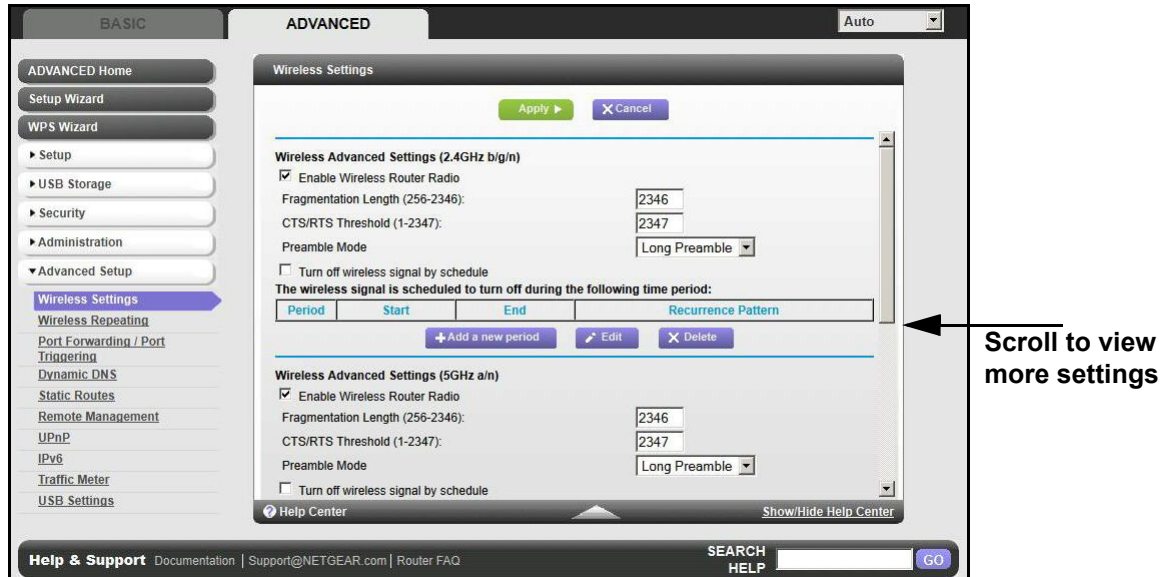 BASIC
ADVANCED
Auto
ADVANCED Home
Setup Wizard
WPS Wizard
Setup
USB Storage
Security
Administration
Advanced Setup
Wireless Settings
Wireless Repeating
Port Forwarding / Port
Triggering
Dynamic DNS
Static Routes
Remote Management
UPnP
IPv6
Traffic Meter
USB Settings
Wireless Settings
Apply
Cancel
Wireless Advanced Settings (2.4GHz b/g/n)
Enable Wireless Router Radio
Fragmentation Length (256-2346): 2346
CTS/RTS Threshold (1-2347): 2347
Preamble Mode Long Preamble
Turn off wireless signal by schedule
The wireless signal is scheduled to turn off during the following time period:
Period Start End Recurrence Pattern
Add a new period Edit Delete
Wireless Advanced Settings (5GHz a/n)
Enable Wireless Router Radio
Fragmentation Length (256-2346): 2346
CTS/RTS Threshold (1-2347): 2347
Preamble Mode Long Preamble
Turn off wireless signal by schedule
Help Center Show/Hide Help Center
Scroll to view
more settings
Help & Support Documentation | Support@NETGEAR.com | Router FAQ
SEARCH
HELP
GO